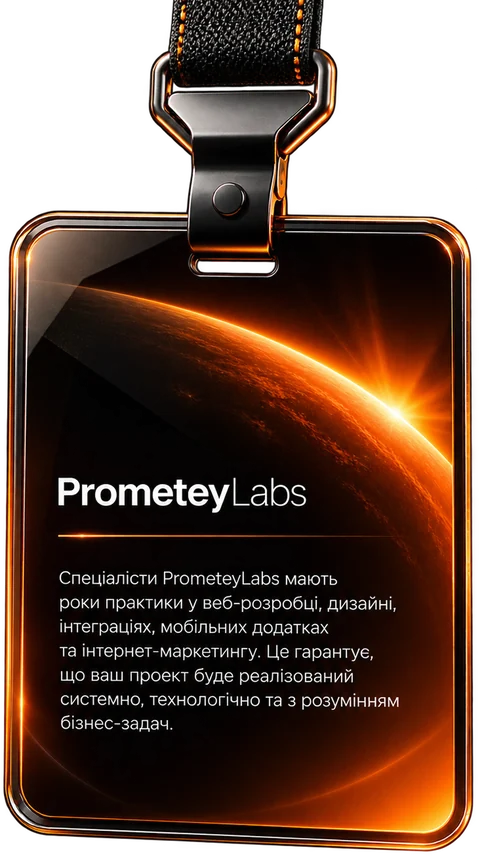 PrometeyLabs
Спеціалісти PrometeyLabs мають
роки практики у веб-розробці, дизайні,
інтеграціях, мобільних додатках
та інтернет-маркетингу. Це гарантує,
що ваш проект буде реалізований
системно, технологічно та з розумінням
бізнес-задач.